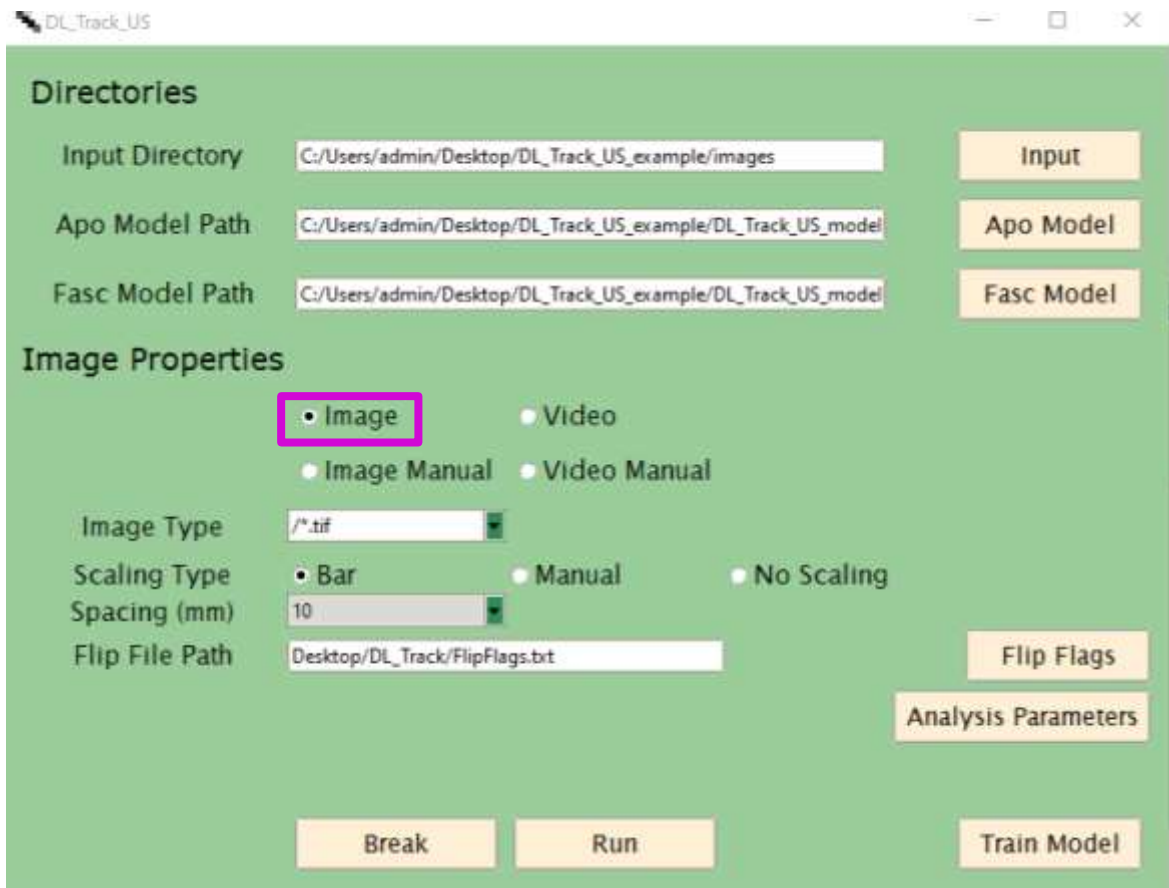 DL_Track_US
Directories
Input Directory C:/Users/admin/Desktop/DL_Track_US_example/images Input
Apo Model Path C:/Users/admin/Desktop/DL_Track_US_example/DL_Track_US_model Apo Model
Fasc Model Path C:/Users/admin/Desktop/DL_Track_US_example/DL_Track_US_model Fasc Model
Image Properties
Image Video
Image Manual Video Manual
Image Type /*.tif
Scaling Type Bar Manual No Scaling
Spacing (mm) 10
Flip File Path Desktop/DL_Track/FlipFlags.txt Flip Flags
Analysis Parameters
Break Run Train Model